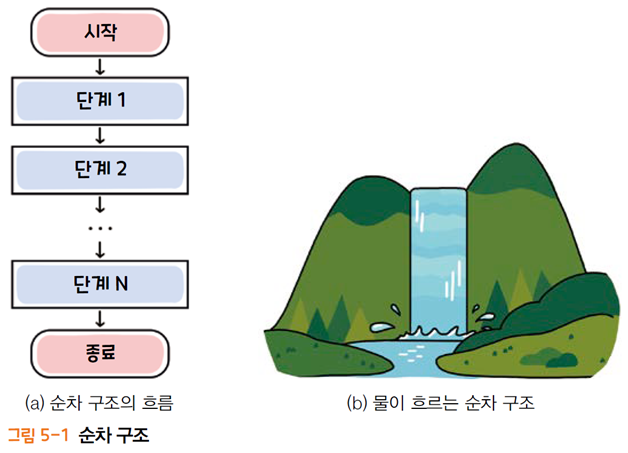 시작
단계 1
단계 2
...
단계 N
종료
(a) 순차 구조의 흐름
(b) 물이 흐르는 순차 구조
그림 5-1 순차 구조